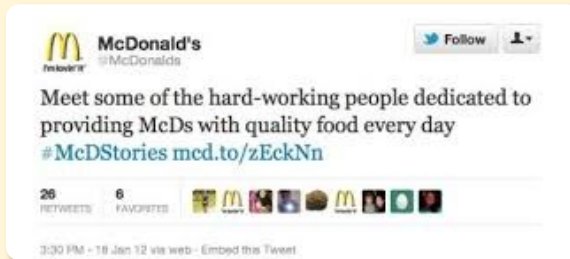 McDonald's
@McDonalds
Follow
i'm lovin' it
Meet some of the hard-working people dedicated to
providing McDs with quality food every day
#McDStories mcd.to/zEckNn
26
RETWEETS
6
FAVORITES
3:30 PM - 18 Jan 12 via web · Embed this Tweet